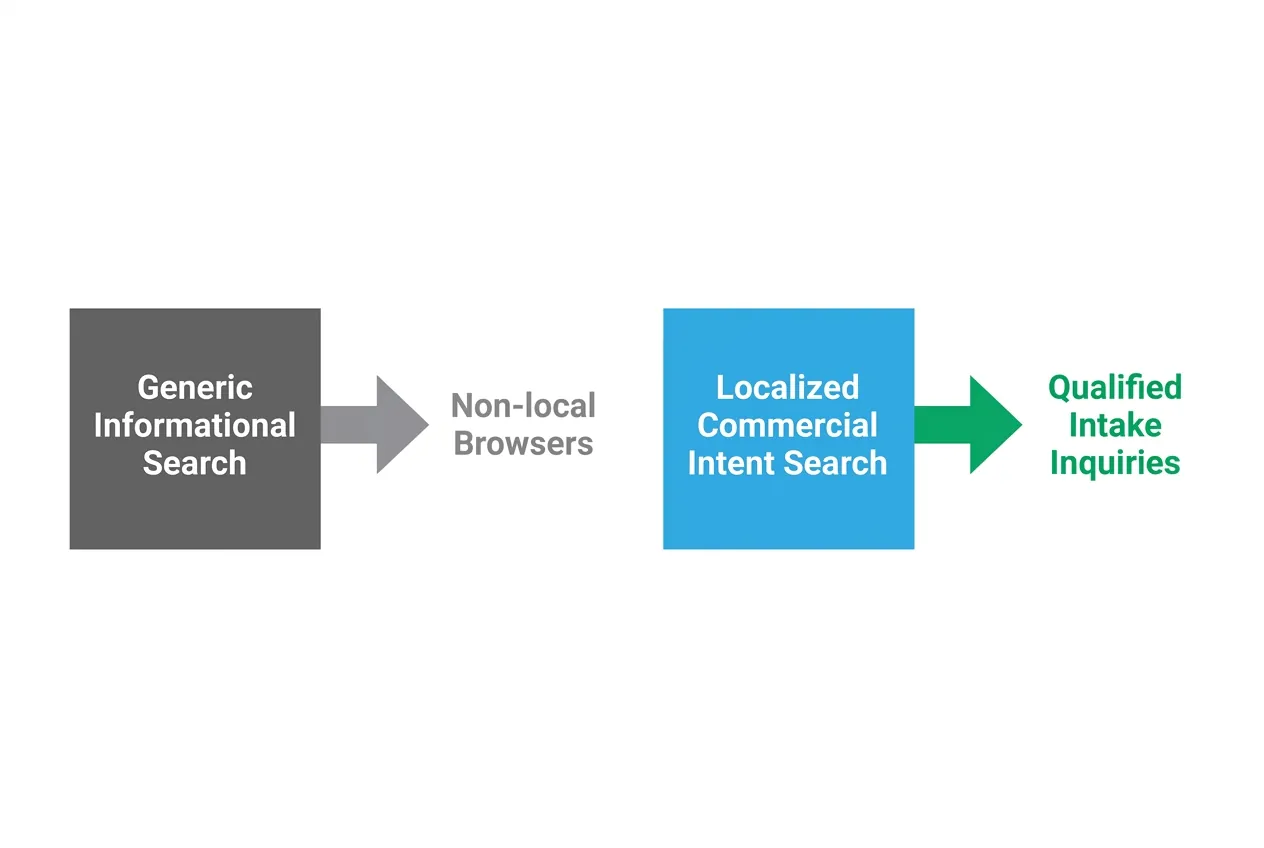 Generic
Informational
Search
Non-local
Browsers
Localized
Commercial
Intent Search
Qualified
Intake
Inquiries